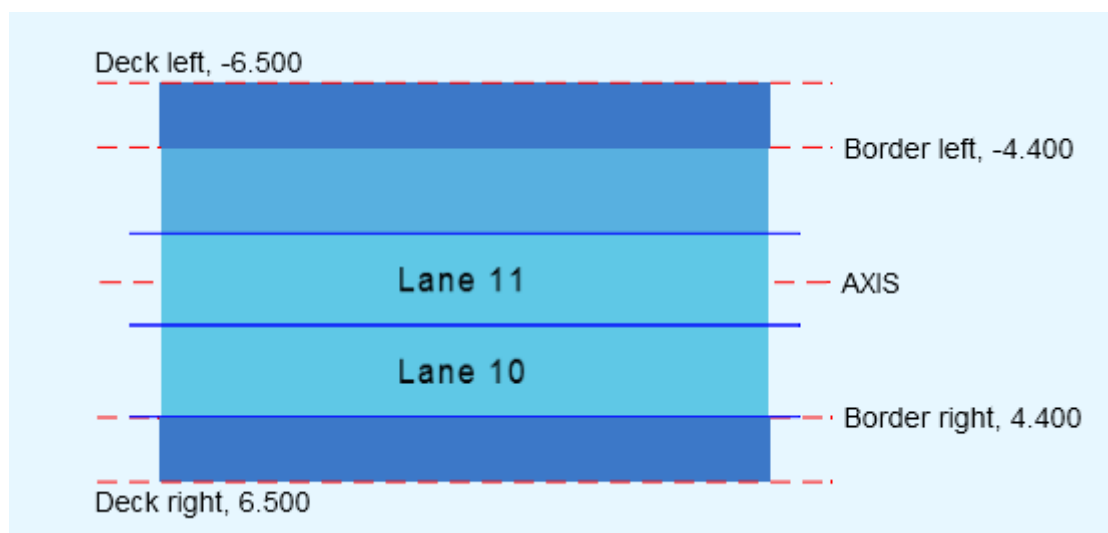 Deck left, -6.500
Border left, -4.400
Lane 11
AXIS
Lane 10
Border right, 4.400
Deck right, 6.500